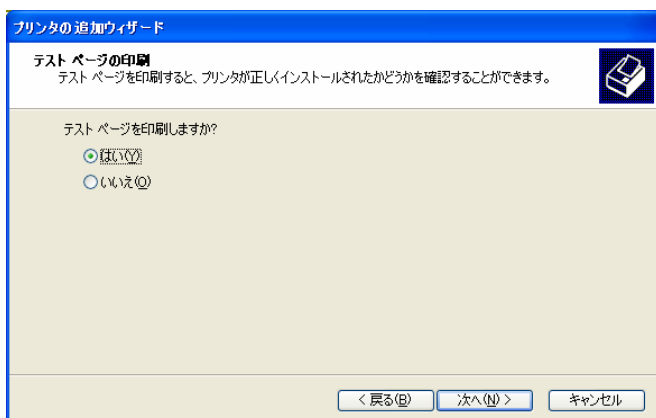 プリンタの追加ウィザード
テスト ページの印刷
テスト ページを印刷すると、プリンタが正しくインストールされたかどうかを確認することができます。
テスト ページを印刷しますか?
はい(Y)
いいえ(O)
< 戻る(B) 次へ(N) > キャンセル